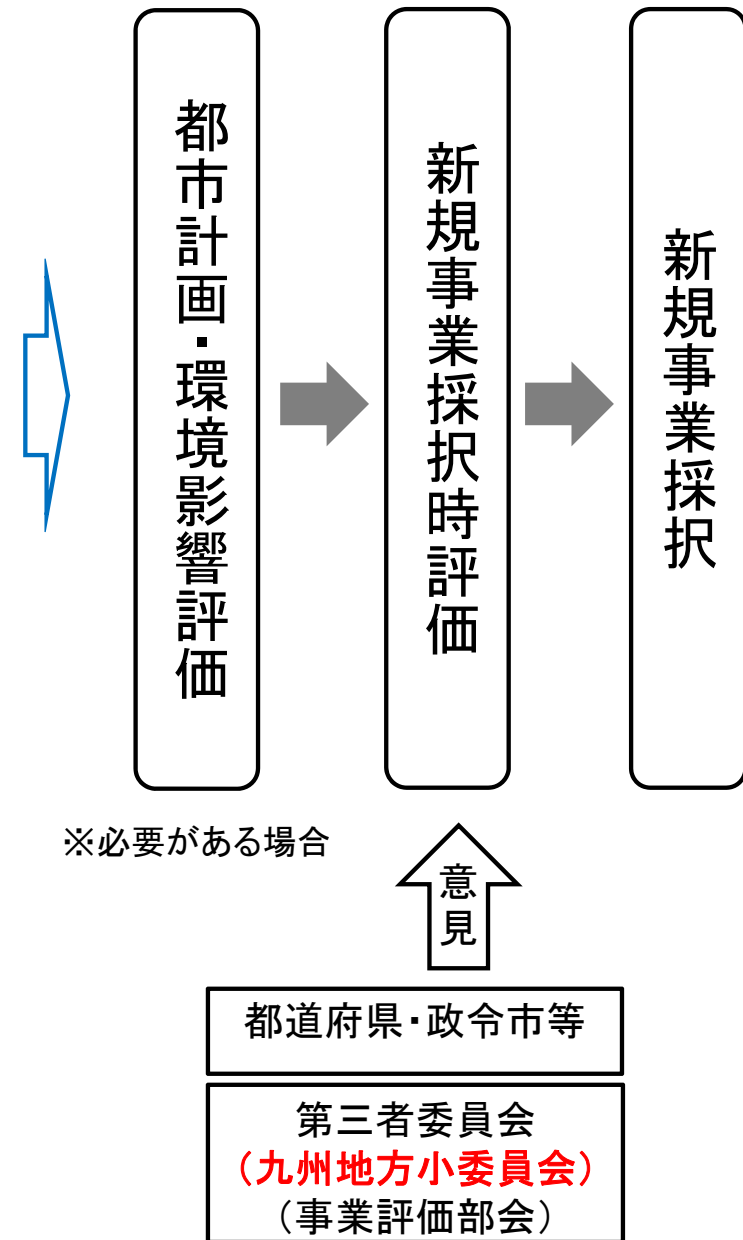 都市計画・環境影響評価
新規事業採択時評価
新規事業採択
※必要がある場合
意見
都道府県・政令市等
第三者委員会
（九州地方小委員会）
（事業評価部会）